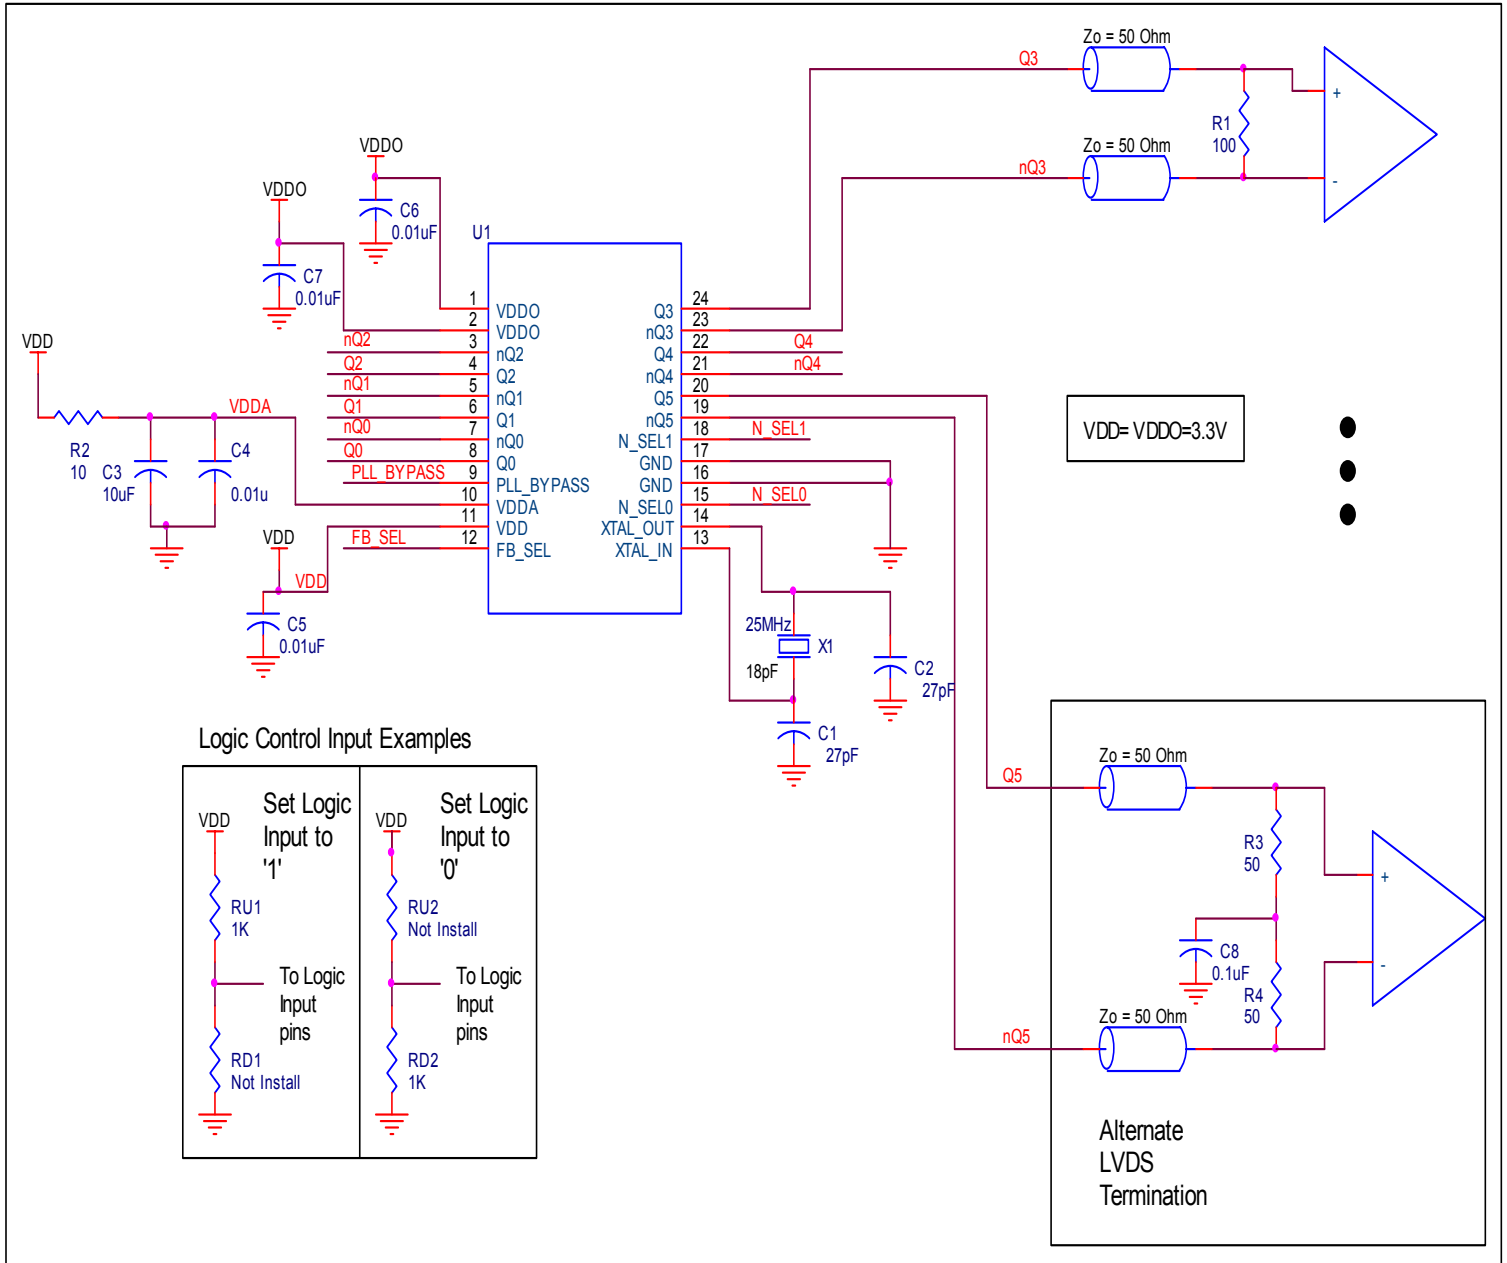 Zo = 50 Ohm
Q3
+
R1
100
Zo = 50 Ohm
nQ3
-
VDDO
VDDO
C6
0.01uF
C7
0.01uF
U1
1
VDDO
2
VDDO
nQ2
3
nQ2
Q2
4
Q2
nQ1
5
nQ1
Q1
6
Q1
nQ0
7
nQ0
Q0
8
Q0
PLL_BYPASS
9
PLL_BYPASS
10
VDDA
11
VDD
FB_SEL
12
FB_SEL
24
Q3
23
nQ3
22
Q4
Q4
21
nQ4
nQ4
20
Q5
19
nQ5
18
N_SEL1
N_SEL1
17
GND
16
GND
15
N_SEL0
N_SEL0
14
XTAL_OUT
13
XTAL_IN
VDD
VDDA
R2
10
C3
10uF
C4
0.01u
VDD
VDD
C5
0.01uF
VDD= VDDO=3.3V
25MHz
X1
18pF
C2
27pF
C1
27pF
Logic Control Input Examples
VDD
Set Logic
Input to
'1'
RU1
1K
To Logic
Input
pins
RD1
Not Install
VDD
Set Logic
Input to
'0'
RU2
Not Install
To Logic
Input
pins
RD2
1K
Zo = 50 Ohm
Q5
R3
50
+
C8
0.1uF
-
R4
50
Zo = 50 Ohm
nQ5
Alternate
LVDS
Termination